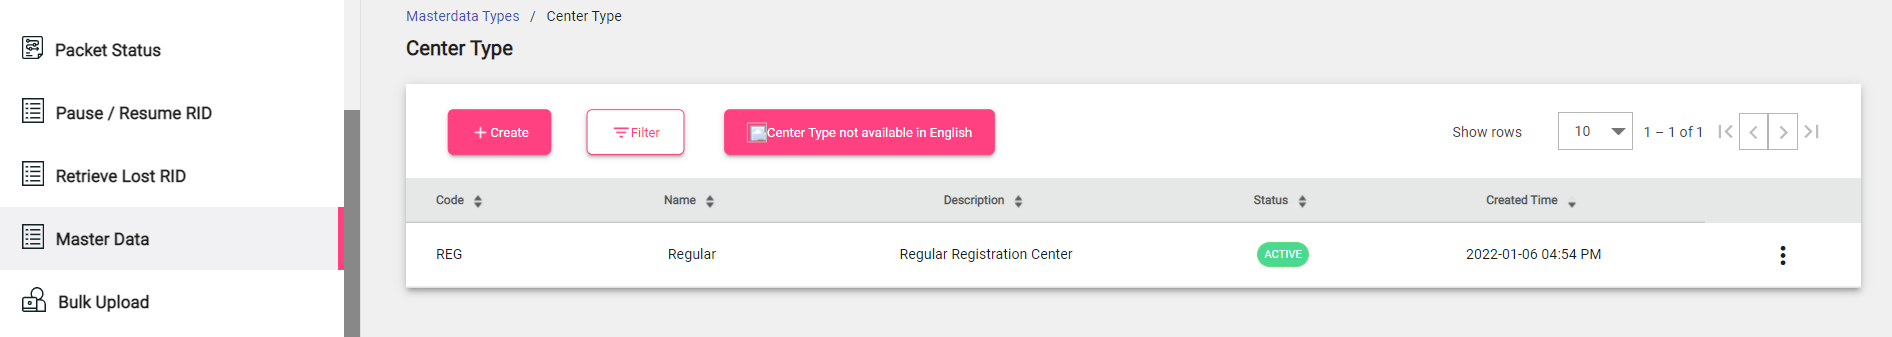 Packet Status
Pause / Resume RID
Retrieve Lost RID
Master Data
Bulk Upload
Masterdata Types / Center Type
Center Type
+ Create
Filter
Center Type not available in English
Show rows 10 1 – 1 of 1
Code Name Description Status Created Time
REG Regular Regular Registration Center ACTIVE 2022-01-06 04:54 PM